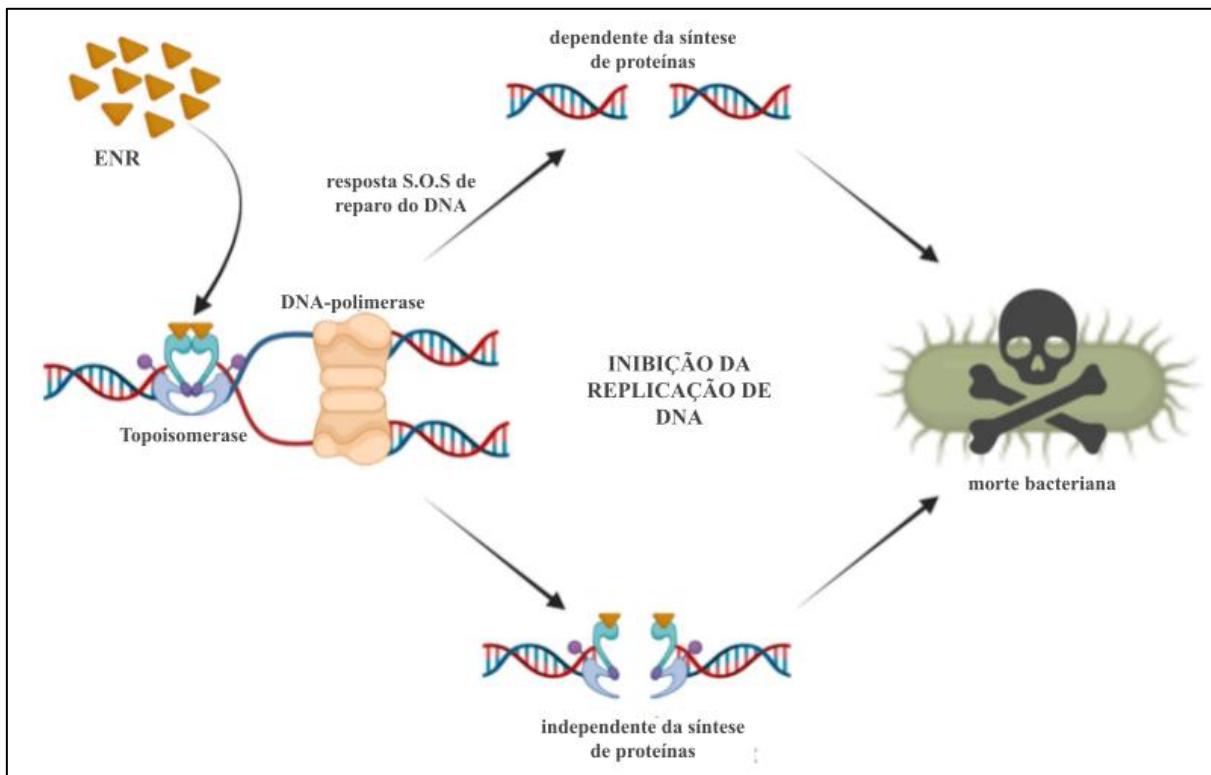 dependente da síntese
de proteínas
ENR
resposta S.O.S de
reparo do DNA
DNA-polimerase
INIBIÇÃO DA
REPLICAÇÃO DE
DNA
Topoisomerase
morte bacteriana
independente da síntese
de proteínas